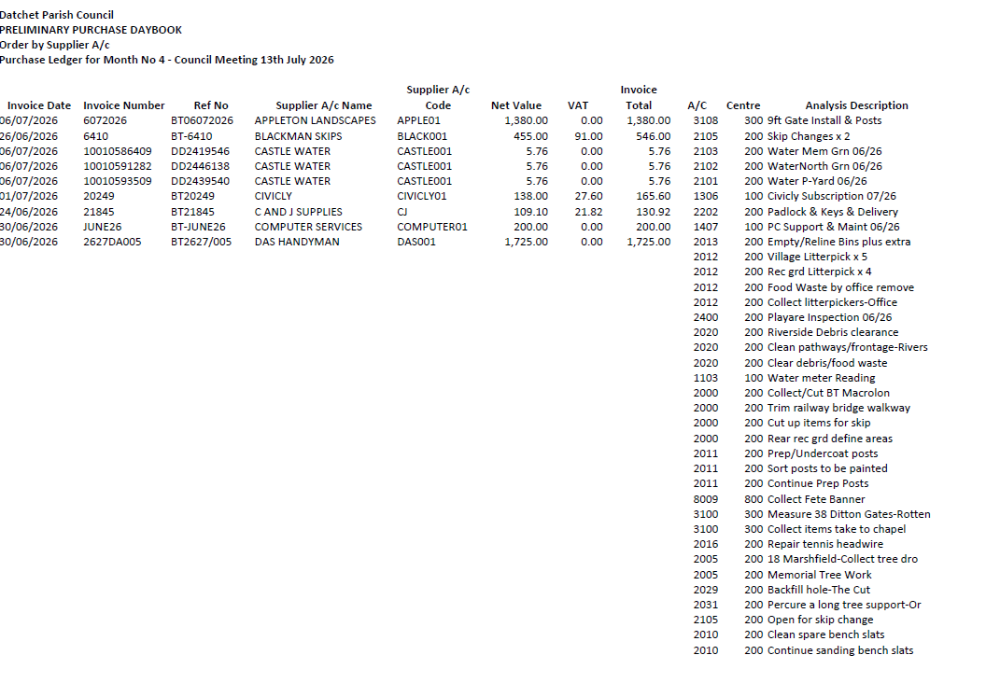 Datchet Parish Council
PRELIMINARY PURCHASE DAYBOOK
Order by Supplier A/c
Purchase Ledger for Month No 4 - Council Meeting 13th July 2026
Supplier A/c Invoice
Invoice Date Invoice Number Ref No Supplier A/c Name Code Net Value VAT Total A/C Centre Analysis Description
06/07/2026 6072026 BT06072026 APPLETON LANDSCAPES APPLE01 1,380.00 0.00 1,380.00 3108 300 9ft Gate Install & Posts
26/06/2026 6410 BT-6410 BLACKMAN SKIPS BLACK001 455.00 91.00 546.00 2105 200 Skip Changes x 2
06/07/2026 10010586409 DD2419546 CASTLE WATER CASTLE001 5.76 0.00 5.76 2103 200 Water Mem Grn 06/26
06/07/2026 10010591282 DD2446138 CASTLE WATER CASTLE001 5.76 0.00 5.76 2102 200 WaterNorth Grn 06/26
06/07/2026 10010593509 DD2439540 CASTLE WATER CASTLE001 5.76 0.00 5.76 2101 200 Water P-Yard 06/26
01/07/2026 20249 BT20249 CIVICLY CIVICLY01 138.00 27.60 165.60 1306 100 Civicly Subscription 07/26
24/06/2026 21845 BT21845 C AND J SUPPLIES CJ 109.10 21.82 130.92 2202 200 Padlock & Keys & Delivery
30/06/2026 JUNE26 BT-JUNE26 COMPUTER SERVICES COMPUTER01 200.00 0.00 200.00 1407 100 PC Support & Maint 06/26
30/06/2026 2627DA005 BT2627/005 DAS HANDYMAN DAS001 1,725.00 0.00 1,725.00 2013 200 Empty/Reline Bins plus extra
2012 200 Village Litterpick x 5
2012 200 Rec grd Litterpick x 4
2012 200 Food Waste by office remove
2012 200 Collect litterpickers-Office
2400 200 Playare Inspection 06/26
2020 200 Riverside Debris clearance
2020 200 Clean pathways/frontage-Rivers
2020 200 Clear debris/food waste
1103 100 Water meter Reading
2000 200 Collect/Cut BT Macrolon
2000 200 Trim railway bridge walkway
2000 200 Cut up items for skip
2000 200 Rear rec grd define areas
2011 200 Prep/Undercoat posts
2011 200 Sort posts to be painted
2011 200 Continue Prep Posts
8009 800 Collect Fete Banner
3100 300 Measure 38 Ditton Gates-Rotten
3100 300 Collect items take to chapel
2016 200 Repair tennis headwire
2005 200 18 Marshfield-Collect tree dro
2005 200 Memorial Tree Work
2029 200 Backfill hole-The Cut
2031 200 Percure a long tree support-Or
2105 200 Open for skip change
2010 200 Clean spare bench slats
2010 200 Continue sanding bench slats